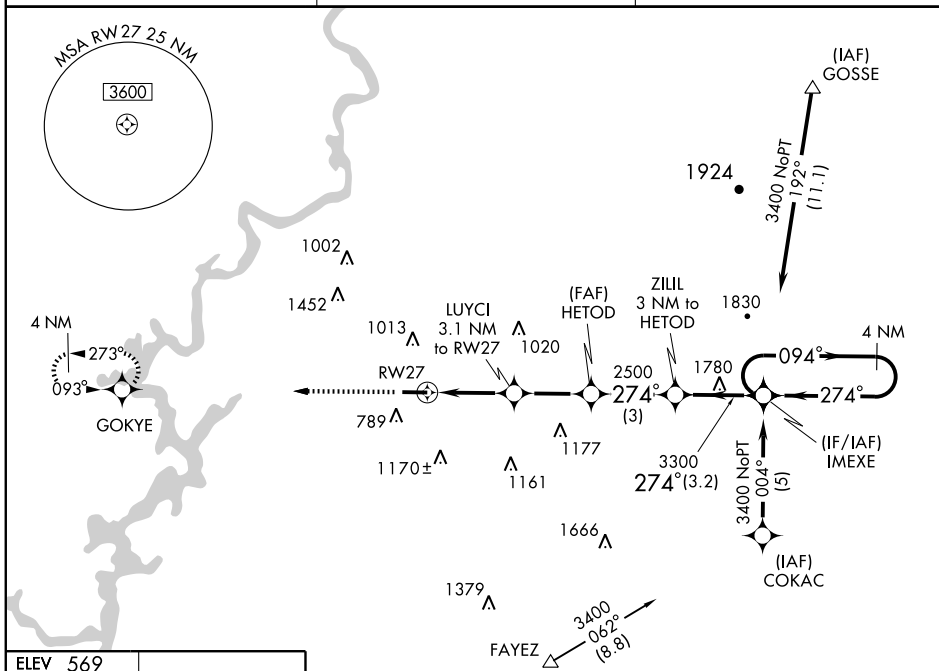 MSA RW27 25 NM
3600
(IAF)
GOSSE
3400 NoPT
192°
(11.1)
1924
1002
1452
1013
LUYCI
3.1 NM
to RW27
1020
(FAF)
HETOD
ZILIL
3 NM to
HETOD
1830
4 NM
094°
274°
1780
4 NM
273°
093°
GOKYE
RW27
789
2500
274°
(3)
3300
274° (3.2)
(IF/IAF)
IMEXE
1170±
1161
1177
3400 NoPT
004°
(5)
1666
(IAF)
COKAC
1379
3400
062°
(8.8)
FAYEZ
ELEV 569